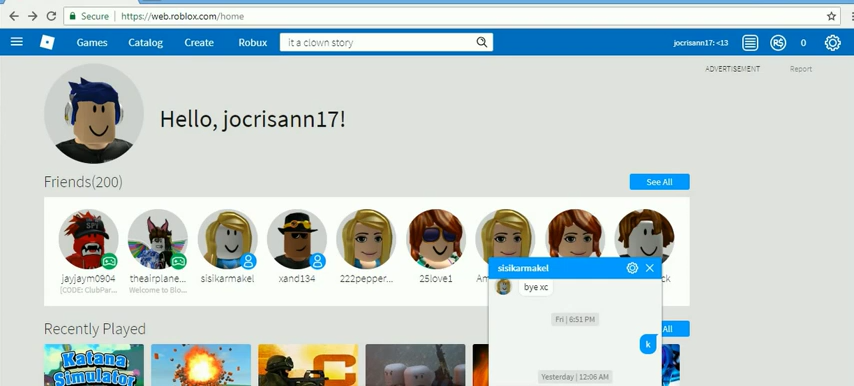 Secure | https://web.roblox.com/home
Games Catalog Create Robux it a clown story jocrisann17: <13 R$ 0
ADVERTISEMENT Report
Hello, jocrisann17!
Friends(200) See All
SPI
jayjaym0904 theairplane... sisikarmakel xand134 222pepper... 25love1
[CODE: ClubPar... Welcome to Blo...
sisikarmakel
bye xc
Fri | 6:51 PM
k
Yesterday | 12:06 AM
Recently Played All
Katana
Simulator